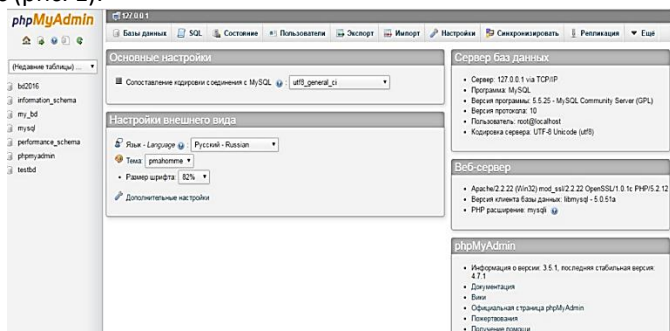 (рис. 1).
phpMyAdmin
(Недавние таблицы) ...
bd2016
information_schema
my_bd
mysql
performance_schema
phpmyadmin
testbd
127.0.0.1
Базы данных SQL Состояние Пользователи Экспорт Импорт Настройки Синхронизировать Репликация Ещё
Основные настройки
Сопоставление кодировки соединения с MySQL : utf8_general_ci
Настройки внешнего вида
Язык - Language : Русский - Russian
Тема: pmahomme
Размер шрифта: 82%
Дополнительные настройки
Сервер баз данных
Сервер: 127.0.0.1 via TCP/IP
Программа: MySQL
Версия программы: 5.5.25 - MySQL Community Server (GPL)
Версия протокола: 10
Пользователь: root@localhost
Кодировка сервера: UTF-8 Unicode (utf8)
Веб-сервер
Apache/2.2.22 (Win32) mod_ssl/2.2.22 OpenSSL/1.0.1c PHP/5.2.12
Версия клиента базы данных: libmysql - 5.0.51a
PHP расширение: mysqli
phpMyAdmin
Информация о версии: 3.5.1, последняя стабильная версия:
4.7.1
Документация
Вики
Официальная страница phpMyAdmin
Пожертвования
Получение помощи